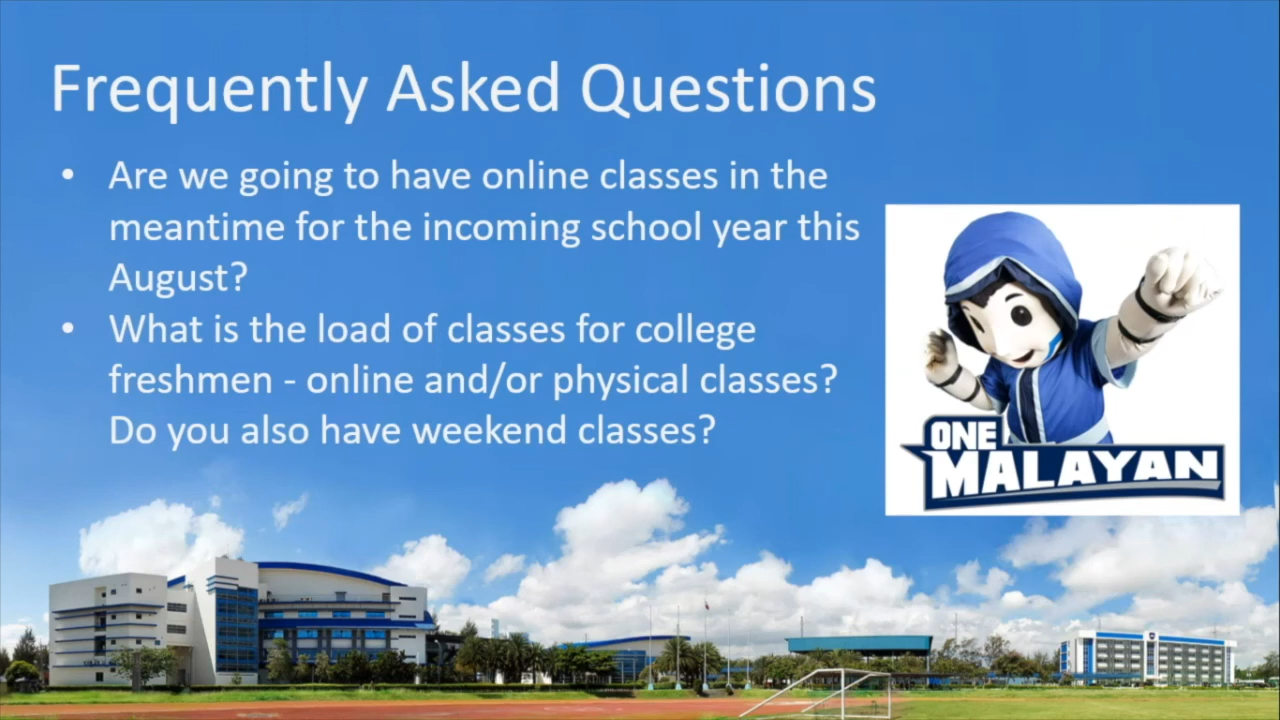 Frequently Asked Questions
• Are we going to have online classes in the
meantime for the incoming school year this
August?
• What is the load of classes for college
freshmen - online and/or physical classes?
Do you also have weekend classes?
ONE
MALAYAN